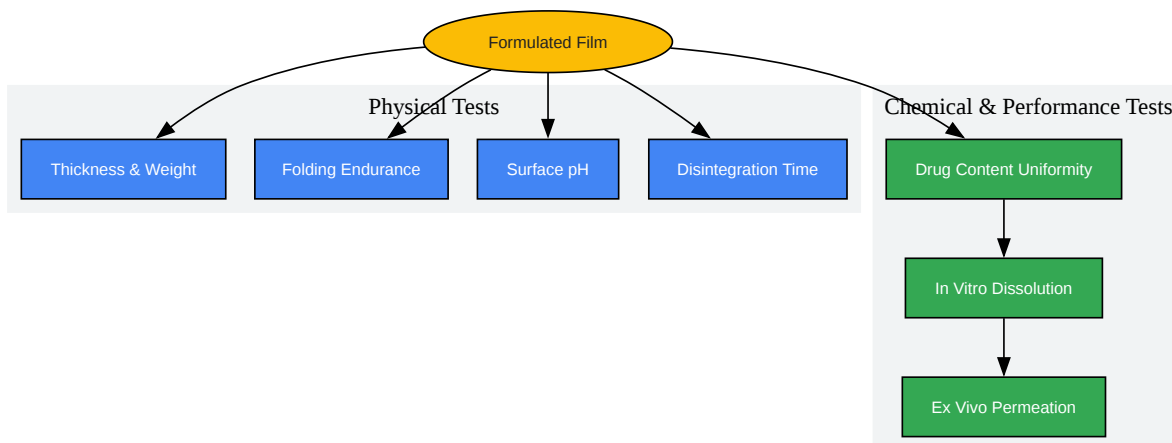 Formulated Film
Physical Tests
Chemical & Performance Tests
Thickness & Weight
Folding Endurance
Surface pH
Disintegration Time
Drug Content Uniformity
In Vitro Dissolution
Ex Vivo Permeation